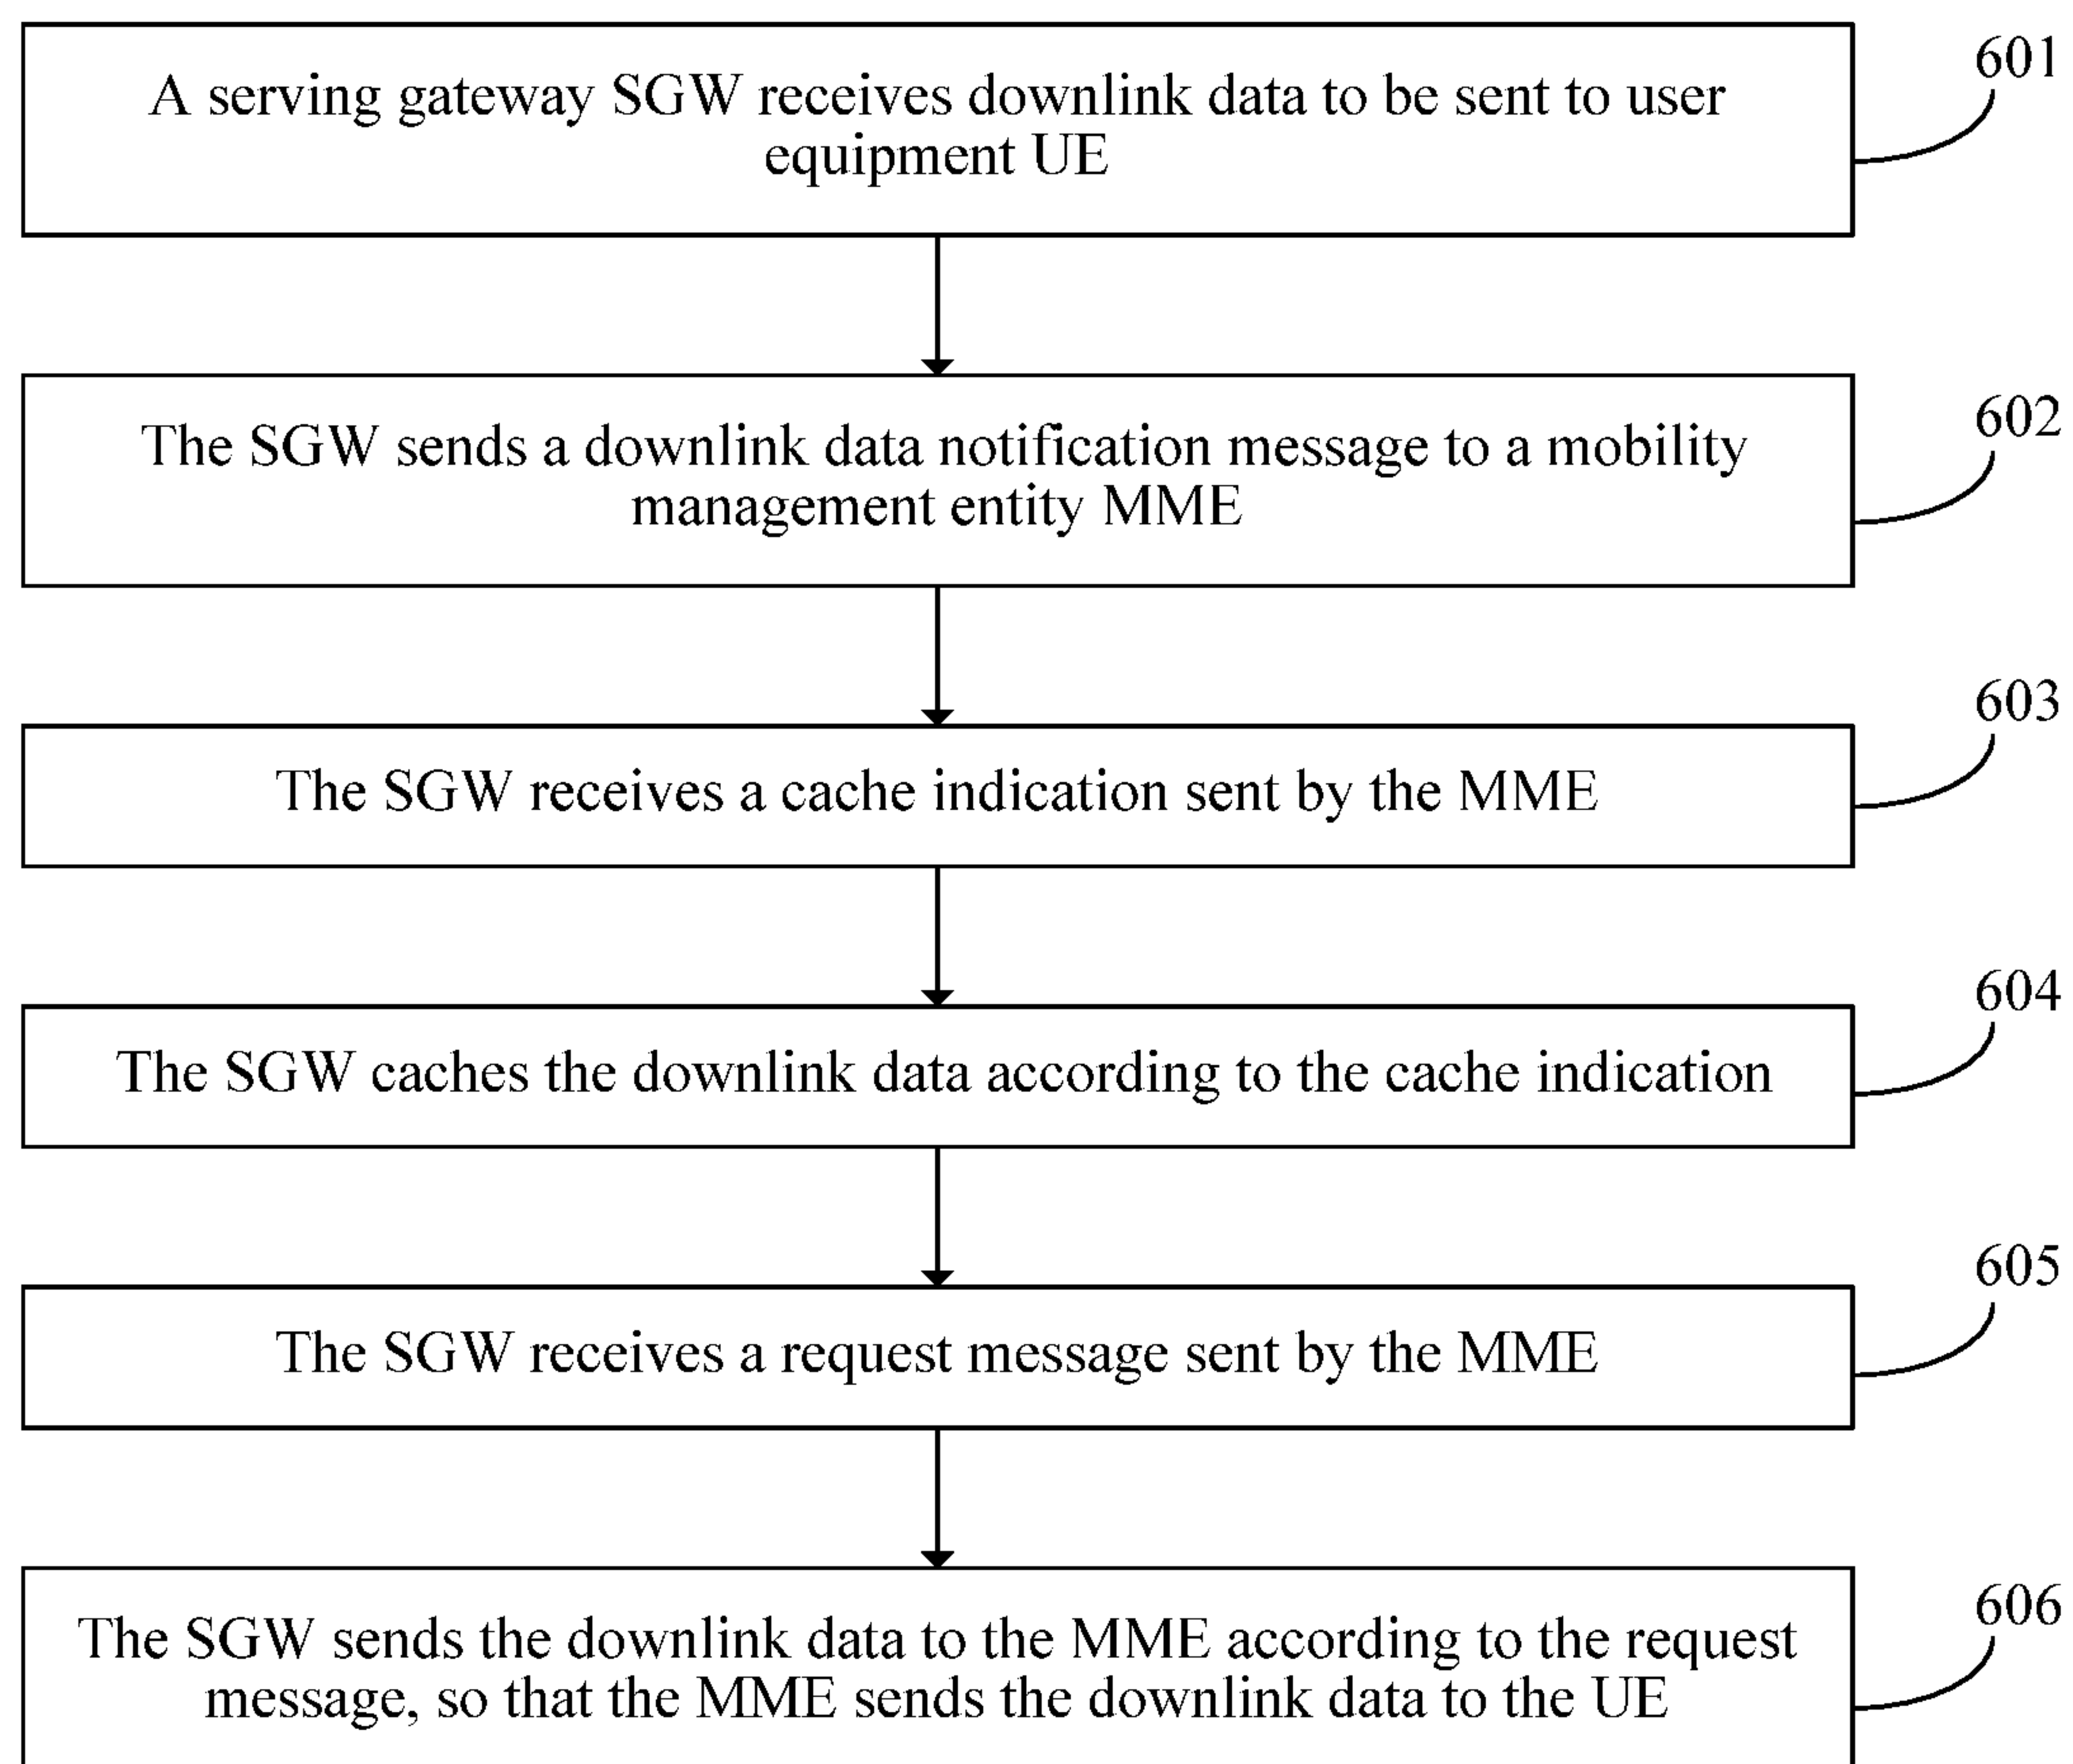 A serving gateway SGW receives downlink data to be sent to user
equipment UE
601
The SGW sends a downlink data notification message to a mobility
management entity MME
602
The SGW receives a cache indication sent by the MME
603
The SGW caches the downlink data according to the cache indication
604
The SGW receives a request message sent by the MME
605
The SGW sends the downlink data to the MME according to the request
message, so that the MME sends the downlink data to the UE
606